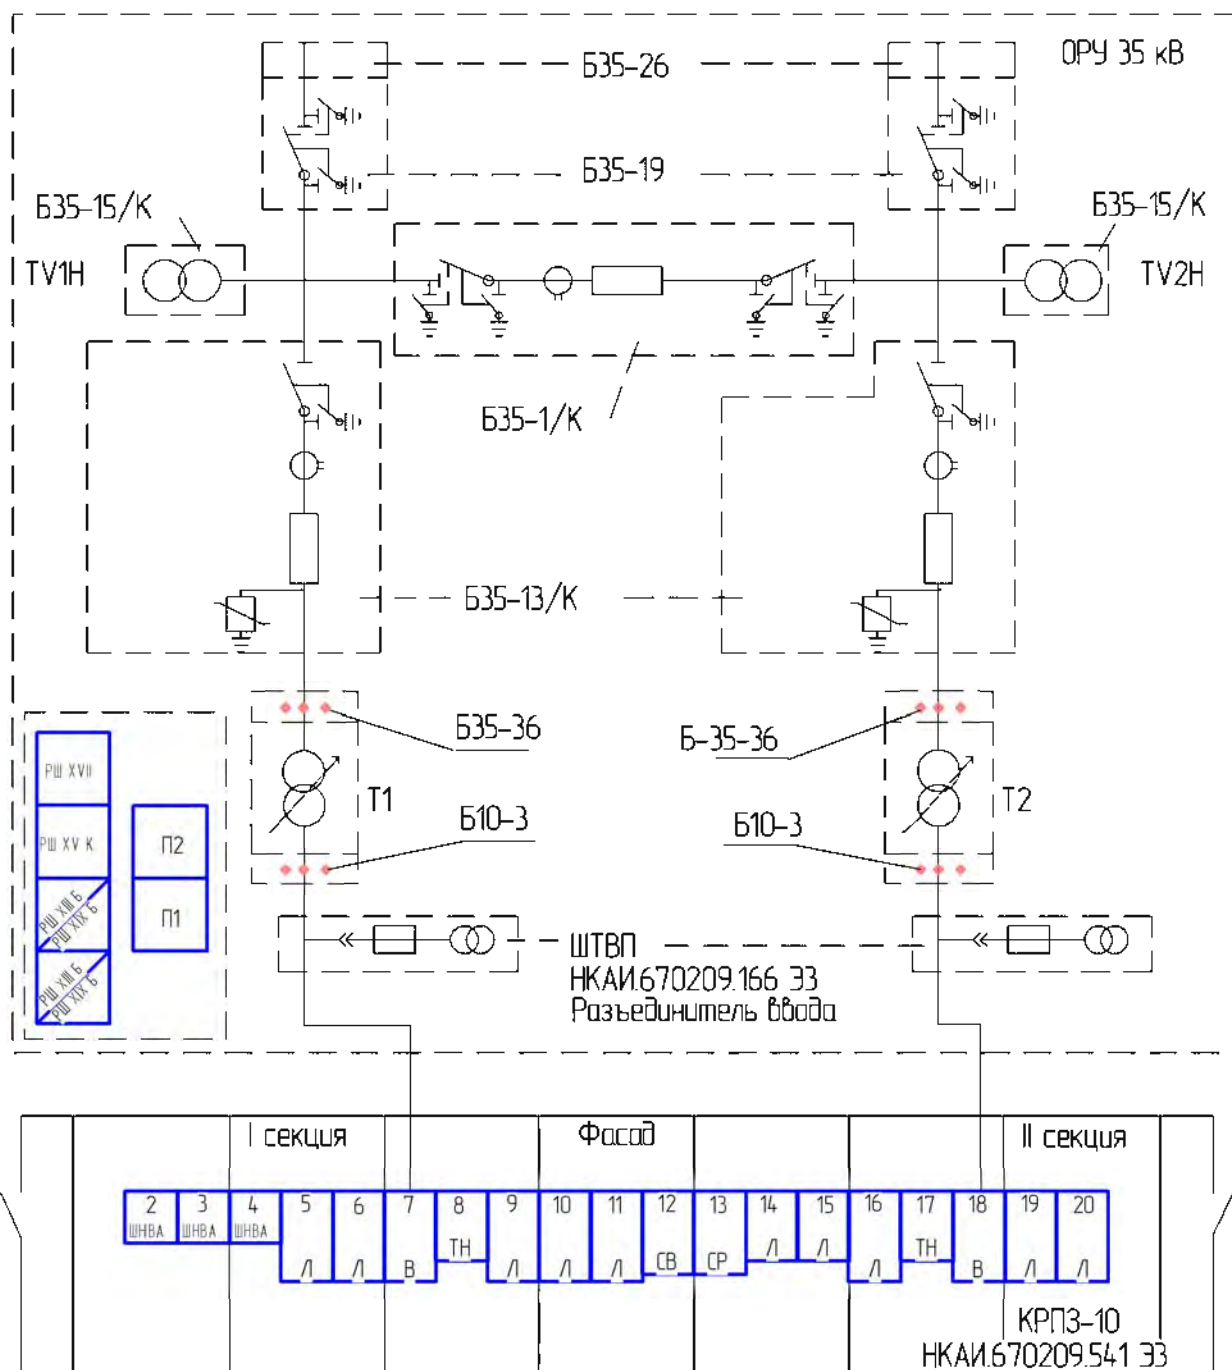 ОРУ 35 кВ
Б35-26
Б35-19
Б35-15/К
Б35-15/К
TV1H
TV2H
Б35-1/К
Б35-13/К
Б35-36
Б-35-36
РШ XVII
Т1
Т2
Б10-3
Б10-3
РШ XV К
П2
РШ XIII Б
РШ XIX Б
П1
РШ XIII Б
РШ XIX Б
ШТВП
НКАИ.670209.166 ЭЗ
Разъединитель ввода
I секция
Фасад
II секция
2 3 4 5 6 7 8 9 10 11 12 13 14 15 16 17 18 19 20
ШНВА ШНВА ШНВА
Л Л В ТН Л Л Л СВ СР Л Л Л ТН В Л Л
КРПЗ-10
НКАИ.670209.541 ЭЗ